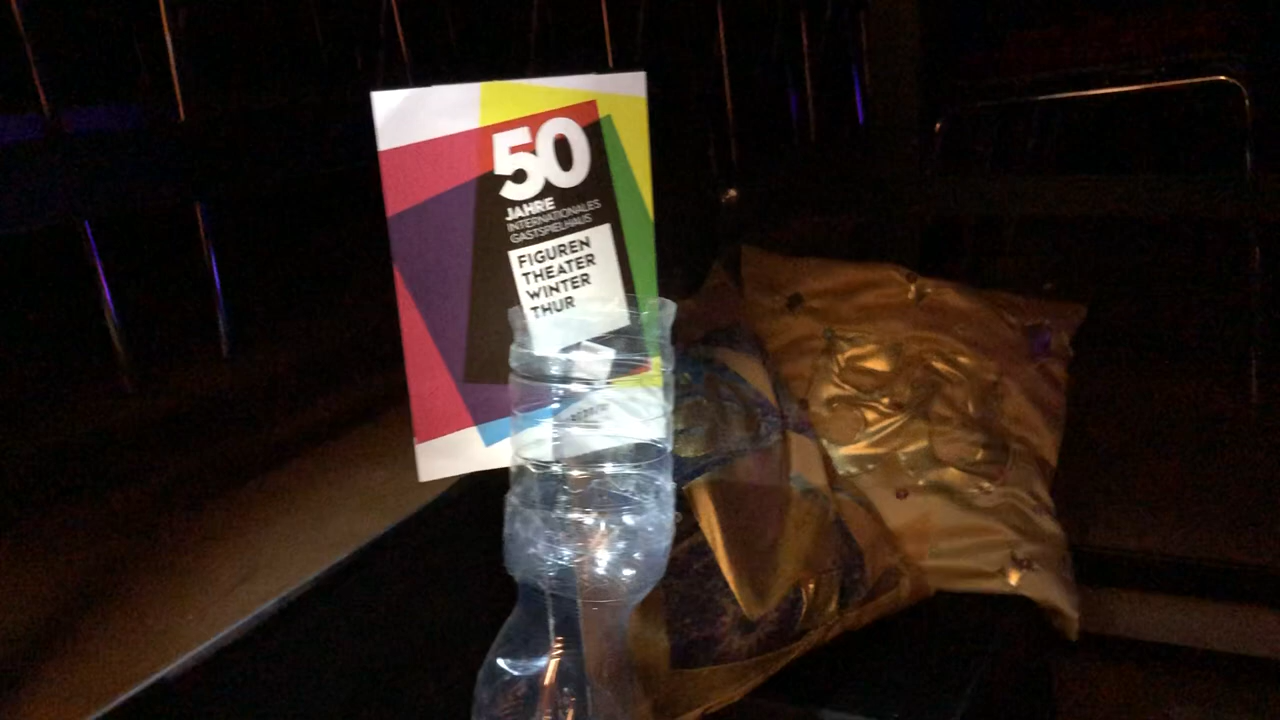 50
JAHRE
INTERNATIONALES
GASTSPIELHAUS
FIGUREN
THEATER
WINTER
THUR